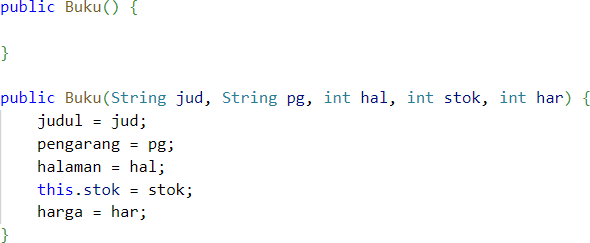 public Buku() {

}

public Buku(String jud, String pg, int hal, int stok, int har) {
    judul = jud;
    pengarang = pg;
    halaman = hal;
    this.stok = stok;
    harga = har;
}